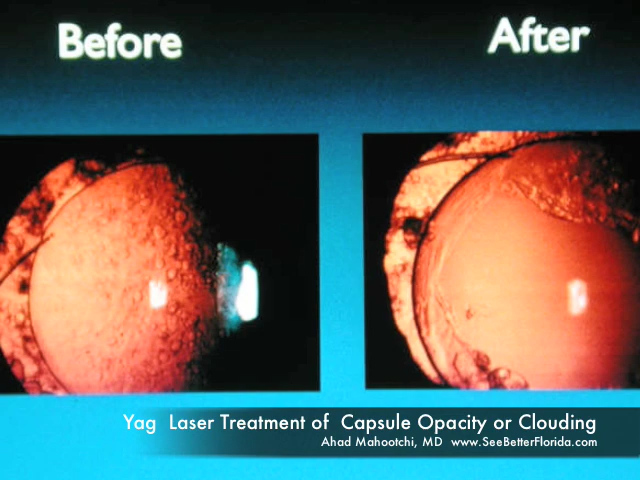 Before
After
Yag Laser Treatment of Capsule Opacity or Clouding
Ahad Mahootchi, MD www.SeeBetterFlorida.com